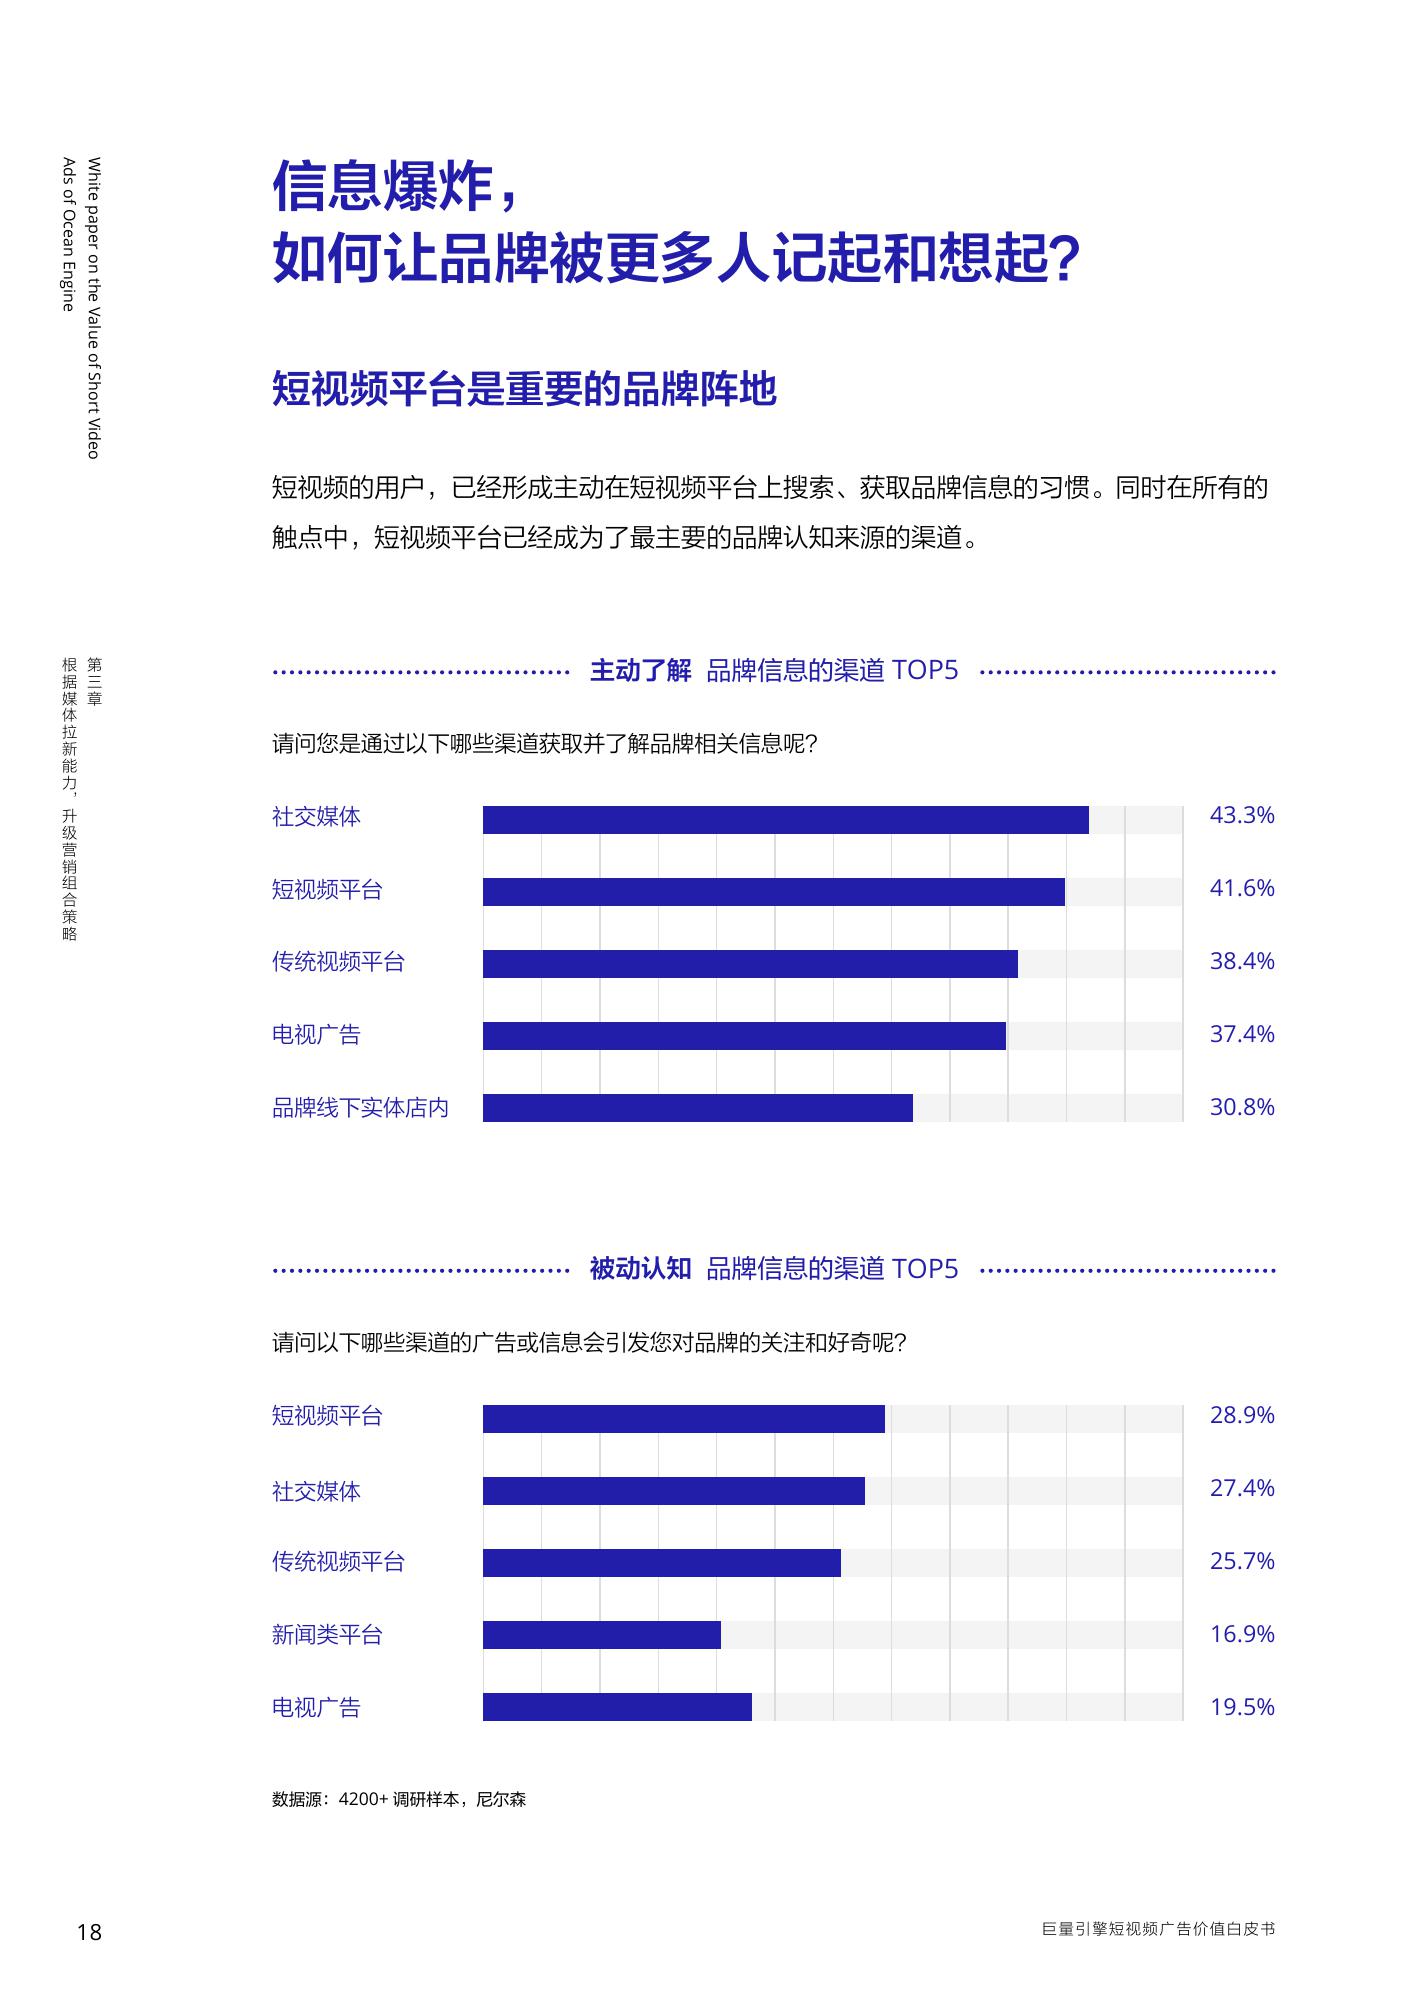 White paper on the Value of Short Video
Ads of Ocean Engine
第三章
根据媒体拉新能力，升级营销组合策略
信息爆炸，
如何让品牌被更多人记起和想起？
短视频平台是重要的品牌阵地
短视频的用户，已经形成主动在短视频平台上搜索、获取品牌信息的习惯。同时在所有的
触点中，短视频平台已经成为了最主要的品牌认知来源的渠道。
主动了解 品牌信息的渠道 TOP5
请问您是通过以下哪些渠道获取并了解品牌相关信息呢？
社交媒体 43.3%
短视频平台 41.6%
传统视频平台 38.4%
电视广告 37.4%
品牌线下实体店内 30.8%
被动认知 品牌信息的渠道 TOP5
请问以下哪些渠道的广告或信息会引发您对品牌的关注和好奇呢？
短视频平台 28.9%
社交媒体 27.4%
传统视频平台 25.7%
新闻类平台 16.9%
电视广告 19.5%
数据源：4200+ 调研样本，尼尔森
18
巨量引擎短视频广告价值白皮书